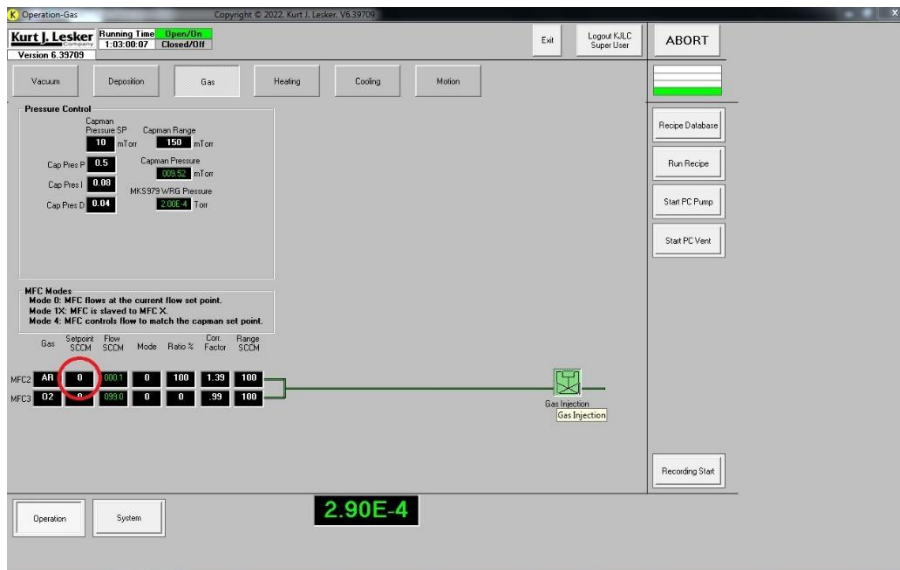 Operation-Gas
Copyright © 2022. Kurt J. Lesker. V6.39709
Kurt J. Lesker
Company
Running Time Open/On
1:03:00:07 Closed/Off
Version 6.39709
Exit
Logout KJLC
Super User
ABORT
Vacuum Deposition Gas Heating Cooling Motion
Pressure Control
Capman
Pressure SP Capman Range
10 mTorr 150 mTorr
Cap Pres P 0.5 Capman Pressure
009.52 mTorr
Cap Pres I 0.08
MKS979 WRG Pressure
Cap Pres D 0.04 2.00E-4 Torr
Recipe Database
Run Recipe
Start PC Pump
Start PC Vent
MFC Modes
Mode 0: MFC flows at the current flow set point.
Mode 1X: MFC is slaved to MFC X.
Mode 4: MFC controls flow to match the capman set point.
Gas Setpoint SCCM Flow SCCM Mode Ratio % Corr. Factor Range SCCM
MFC2 AR 0 000.1 0 100 1.39 100
MFC3 O2 0 099.0 0 0 .99 100
Gas Injection
Gas Injection
Recording Start
Operation System
2.90E-4